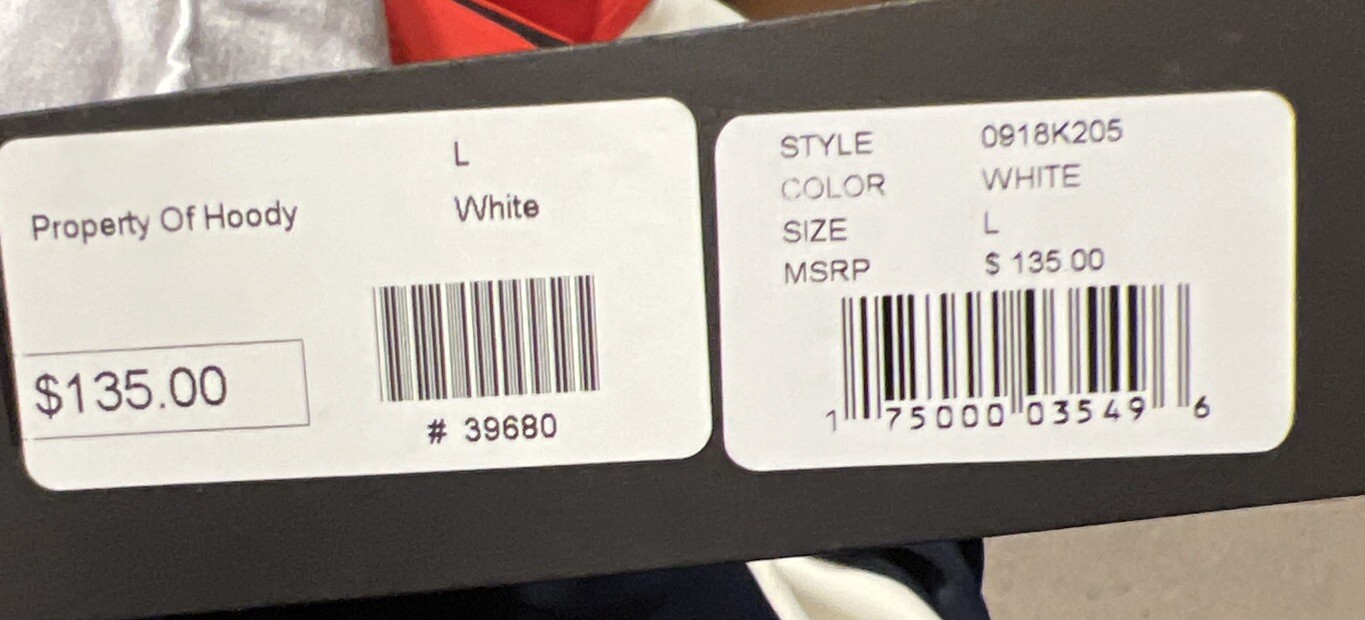 L
Property Of Hoody White
$135.00
# 39680
STYLE 0918K205
COLOR WHITE
SIZE L
MSRP $ 135.00
1 75000 03549 6